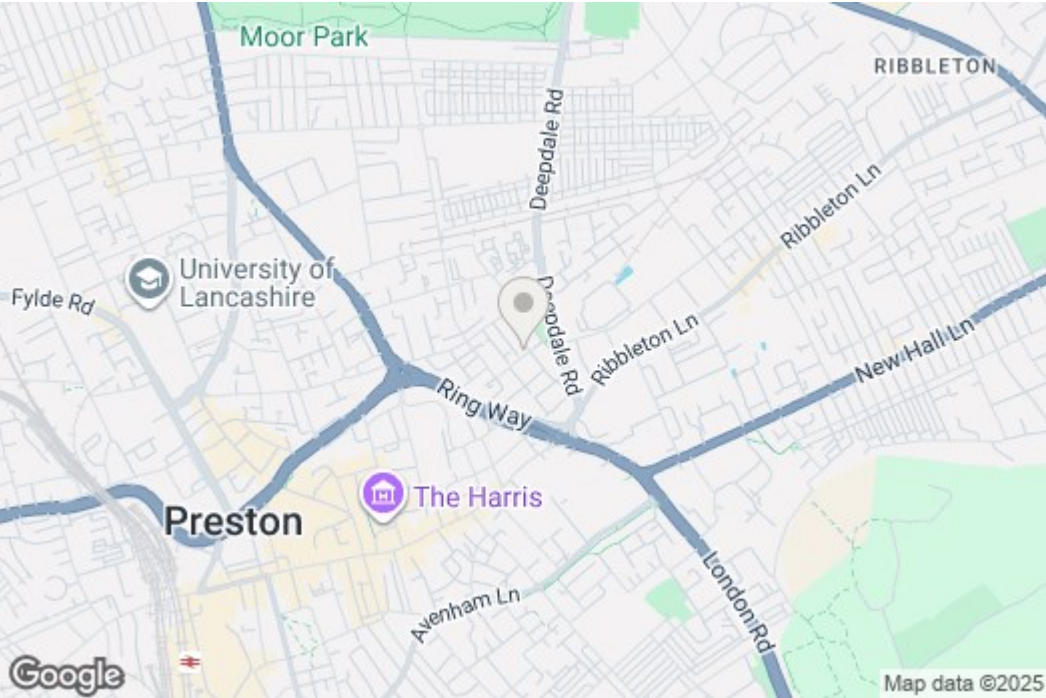 Moor Park
RIBBLETON
Deepdale Rd
Ribbleton Ln
University of
Lancashire
Fylde Rd
Deepdale Rd
Ribbleton Ln
New Hall Ln
Ring Way
The Harris
Preston
London Rd
Avenham Ln
Google
Map data ©2025